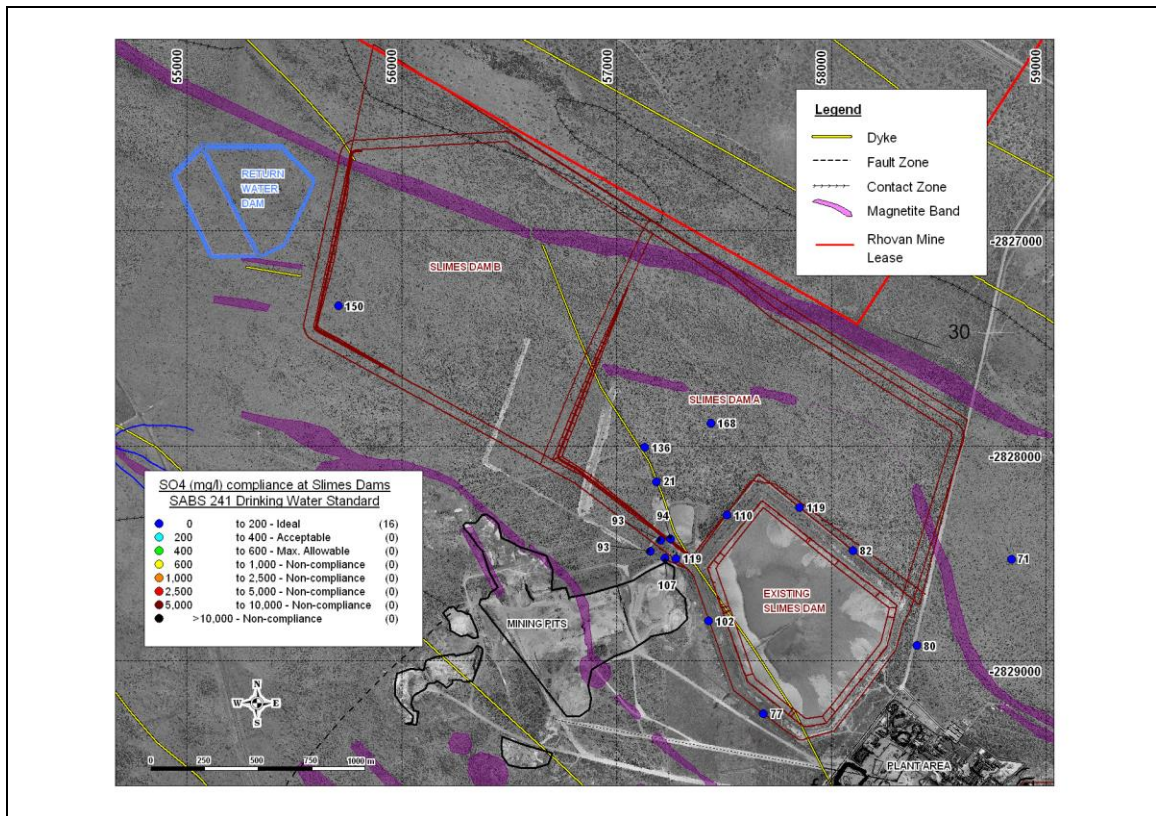 55000
56000
57000
58000
59000
Legend
Dyke
Fault Zone
Contact Zone
Magnetite Band
Rhovan Mine
Lease
RETURN
WATER
DAM
-2827000
SLIMES DAM B
150
30
SLIMES DAM A
168
136
-2828000
21
SO4 (mg/l) compliance at Slimes Dams
SABS 241 Drinking Water Standard
0 to 200 - Ideal (16)
200 to 400 - Acceptable (0)
400 to 600 - Max. Allowable (0)
600 to 1,000 - Non-compliance (0)
1,000 to 2,500 - Non-compliance (0)
2,500 to 5,000 - Non-compliance (0)
5,000 to 10,000 - Non-compliance (0)
>10,000 - Non-compliance (0)
119
110
94
93
93
82
119
71
107
EXISTING
SLIMES DAM
102
MINING PITS
80
-2829000
N
W E
S
77
PLANT AREA
0 250 500 750 1000 m